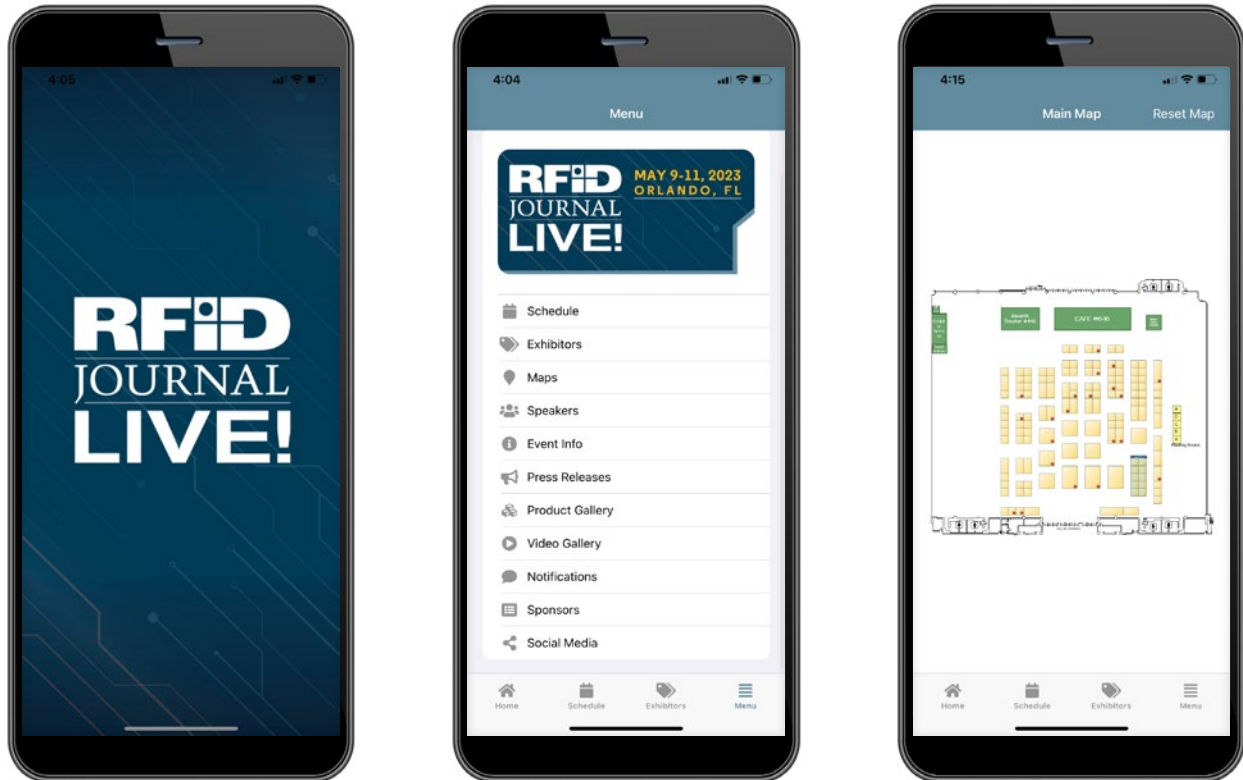 4:05
RFiD
JOURNAL
LIVE!
4:04
Menu
RFiD
JOURNAL
LIVE!
MAY 9-11, 2023
ORLANDO, FL
Schedule
Exhibitors
Maps
Speakers
Event Info
Press Releases
Product Gallery
Video Gallery
Notifications
Sponsors
Social Media
Home
Schedule
Exhibitors
Menu
4:15
Main Map
Reset Map
CAFE #646
Home
Schedule
Exhibitors
Menu